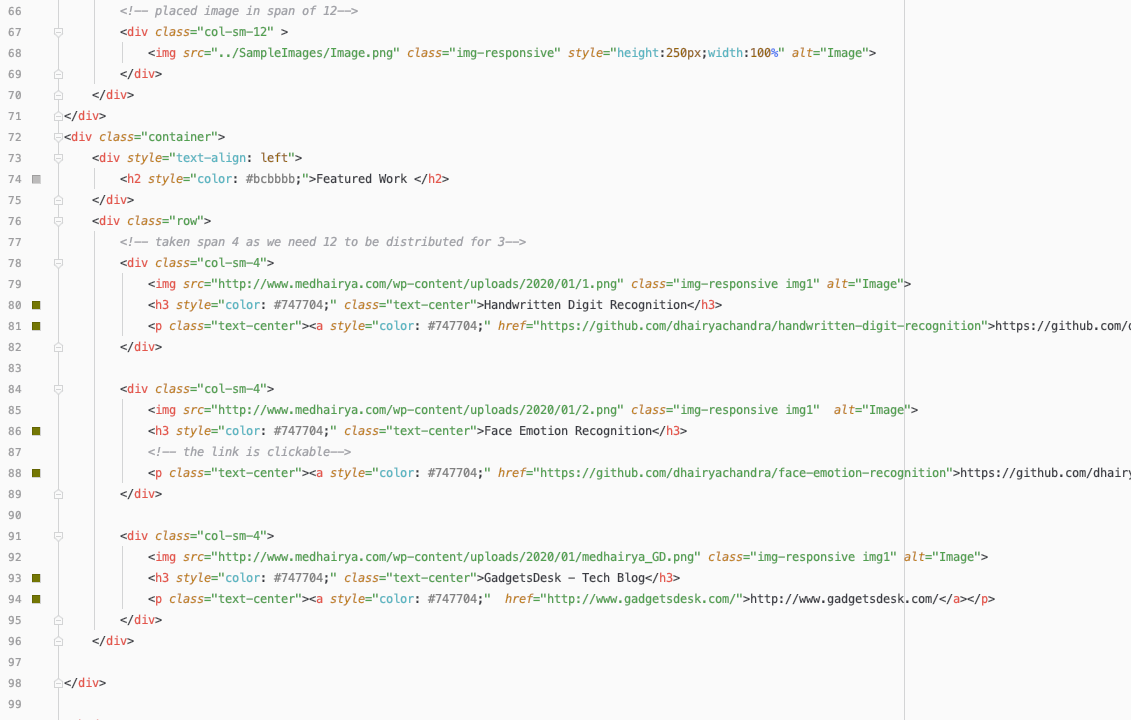 66 <!-- placed image in span of 12-->
67 <div class="col-sm-12" >
68 <img src="../SampleImages/Image.png" class="img-responsive" style="height:250px;width:100%" alt="Image">
69 </div>
70 </div>
71 </div>
72 <div class="container">
73 <div style="text-align: left">
74 <h2 style="color: #bcbbbb;">Featured Work </h2>
75 </div>
76 <div class="row">
77 <!-- taken span 4 as we need 12 to be distributed for 3-->
78 <div class="col-sm-4">
79 <img src="http://www.medhairya.com/wp-content/uploads/2020/01/1.png" class="img-responsive img1" alt="Image">
80 <h3 style="color: #747704;" class="text-center">Handwritten Digit Recognition</h3>
81 <p class="text-center"><a style="color: #747704;" href="https://github.com/dhairyachandra/handwritten-digit-recognition">https://github.com/
82 </div>
83
84 <div class="col-sm-4">
85 <img src="http://www.medhairya.com/wp-content/uploads/2020/01/2.png" class="img-responsive img1"  alt="Image">
86 <h3 style="color: #747704;" class="text-center">Face Emotion Recognition</h3>
87 <!-- the link is clickable-->
88 <p class="text-center"><a style="color: #747704;" href="https://github.com/dhairyachandra/face-emotion-recognition">https://github.com/dhairy
89 </div>
90
91 <div class="col-sm-4">
92 <img src="http://www.medhairya.com/wp-content/uploads/2020/01/medhairya_GD.png" class="img-responsive img1" alt="Image">
93 <h3 style="color: #747704;" class="text-center">GadgetsDesk - Tech Blog</h3>
94 <p class="text-center"><a style="color: #747704;"  href="http://www.gadgetsdesk.com/">http://www.gadgetsdesk.com/</a></p>
95 </div>
96 </div>
97
98 </div>
99